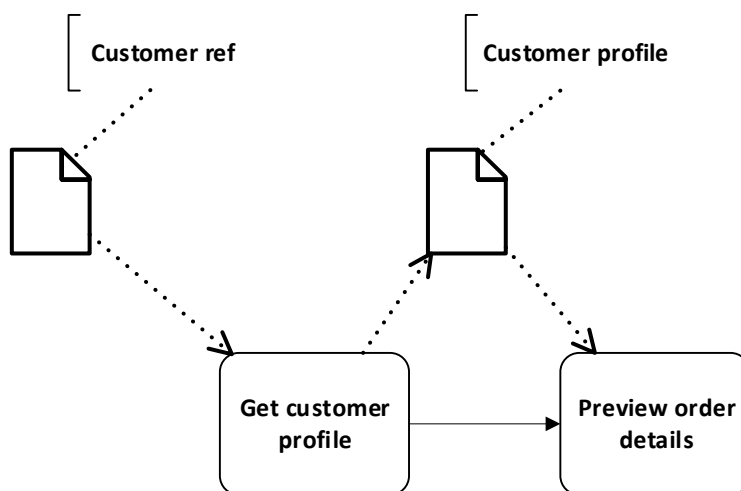 Customer ref
Customer profile
Get customer
profile
Preview order
details